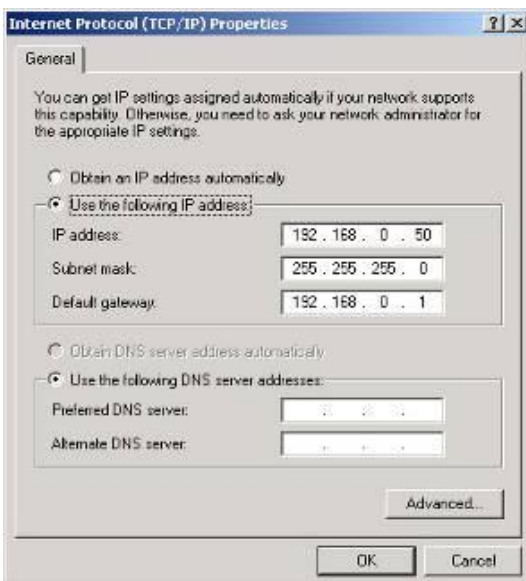 Internet Protocol (TCP/IP) Properties
General
You can get IP settings assigned automatically if your network supports
this capability. Otherwise, you need to ask your network administrator for
the appropriate IP settings.
Obtain an IP address automatically
Use the following IP address:
IP address: 192 . 168 . 0 . 50
Subnet mask: 255 . 255 . 255 . 0
Default gateway: 192 . 168 . 0 . 1
Obtain DNS server address automatically
Use the following DNS server addresses:
Preferred DNS server: . . .
Alternate DNS server: . . .
Advanced...
OK Cancel